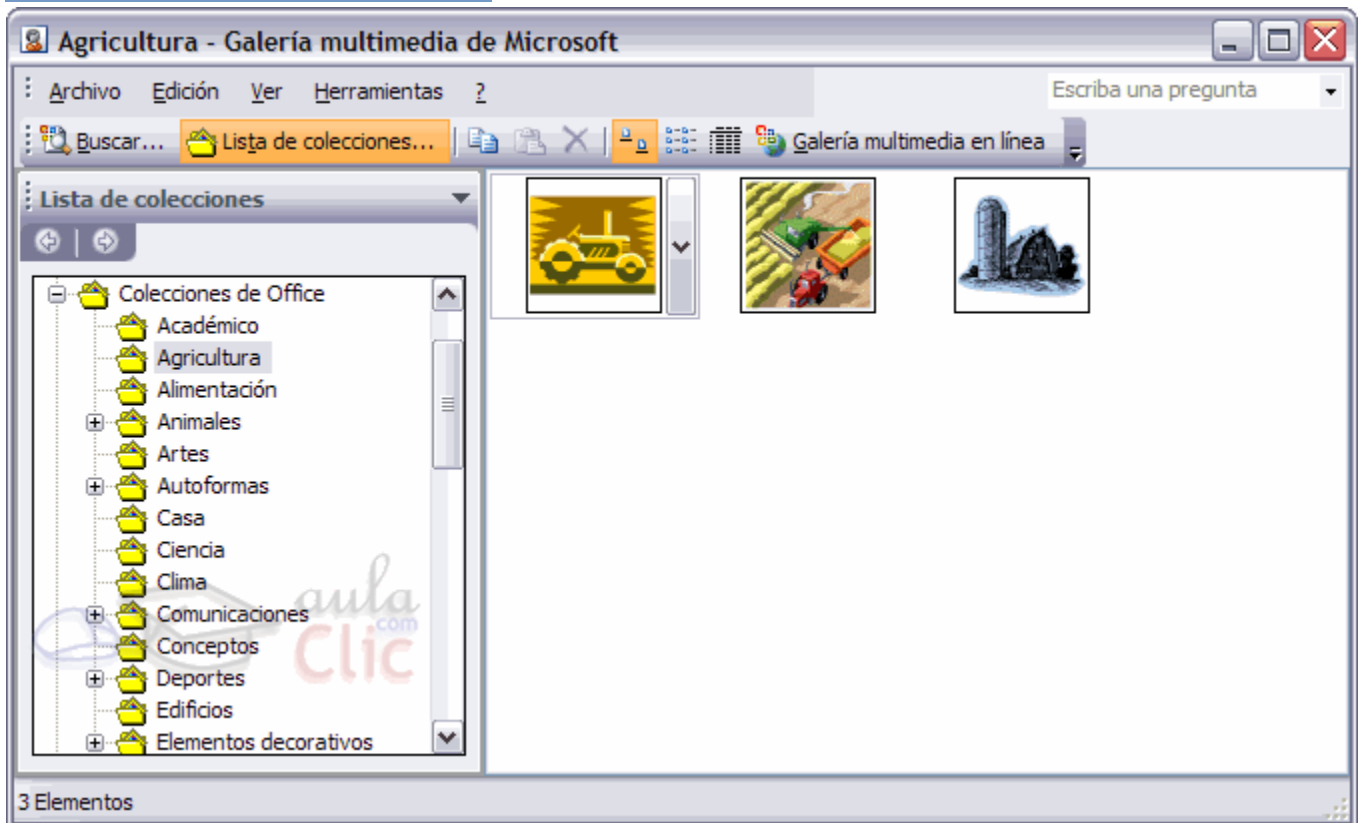 Agricultura - Galería multimedia de Microsoft
Archivo Edición Ver Herramientas ? Escriba una pregunta
Buscar... Lista de colecciones... Galería multimedia en línea
Lista de colecciones
Colecciones de Office
Académico
Agricultura
Alimentación
Animales
Artes
Autoformas
Casa
Ciencia
Clima
Comunicaciones
Conceptos
Deportes
Edificios
Elementos decorativos
aula
com
Clic
3 Elementos